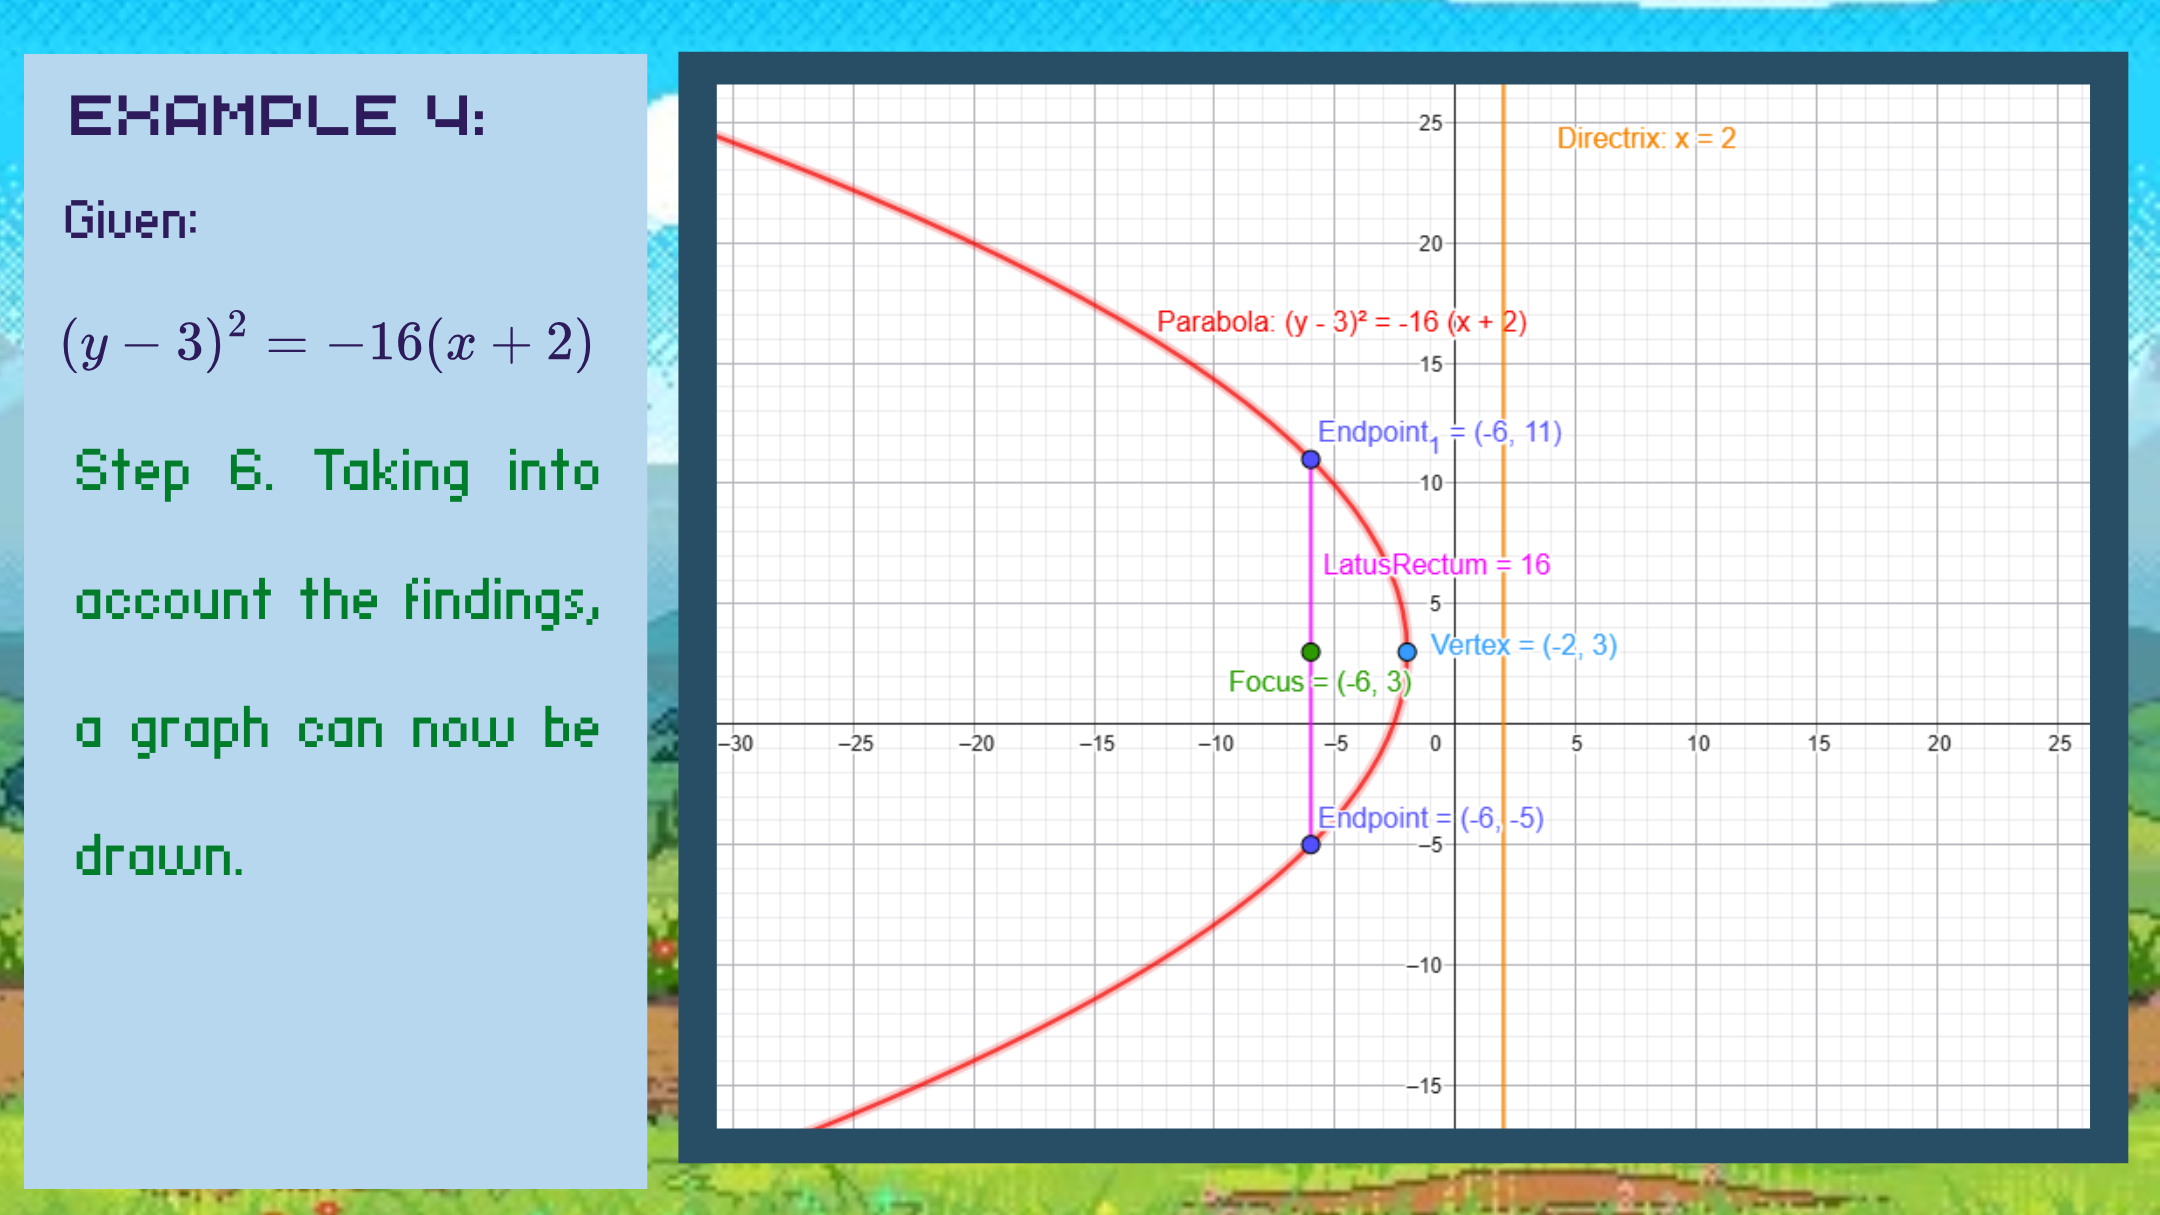 EXAMPLE 4:
Given:
(y − 3)² = −16(x + 2)
Step 6. Taking into
account the findings,
a graph can now be
drawn.
25
Directrix: x = 2
20
Parabola: (y - 3)² = -16 (x + 2)
15
Endpoint₁ = (-6, 11)
10
LatusRectum = 16
5
Vertex = (-2, 3)
Focus = (-6, 3)
–30 –25 –20 –15 –10 –5 0 5 10 15 20 25
Endpoint = (-6, -5)
–5
–10
–15